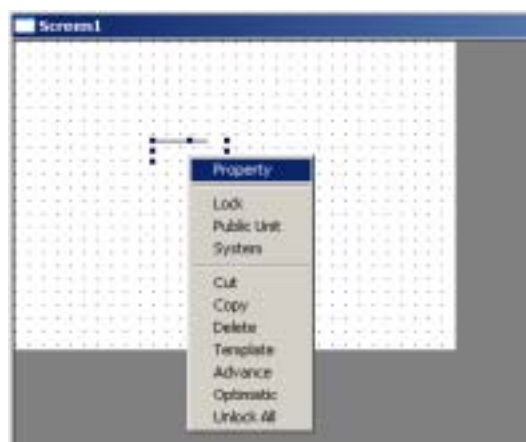 Screen1
Property
Lock
Public Unit
System
Cut
Copy
Delete
Template
Advance
Optimatic
Unlock All